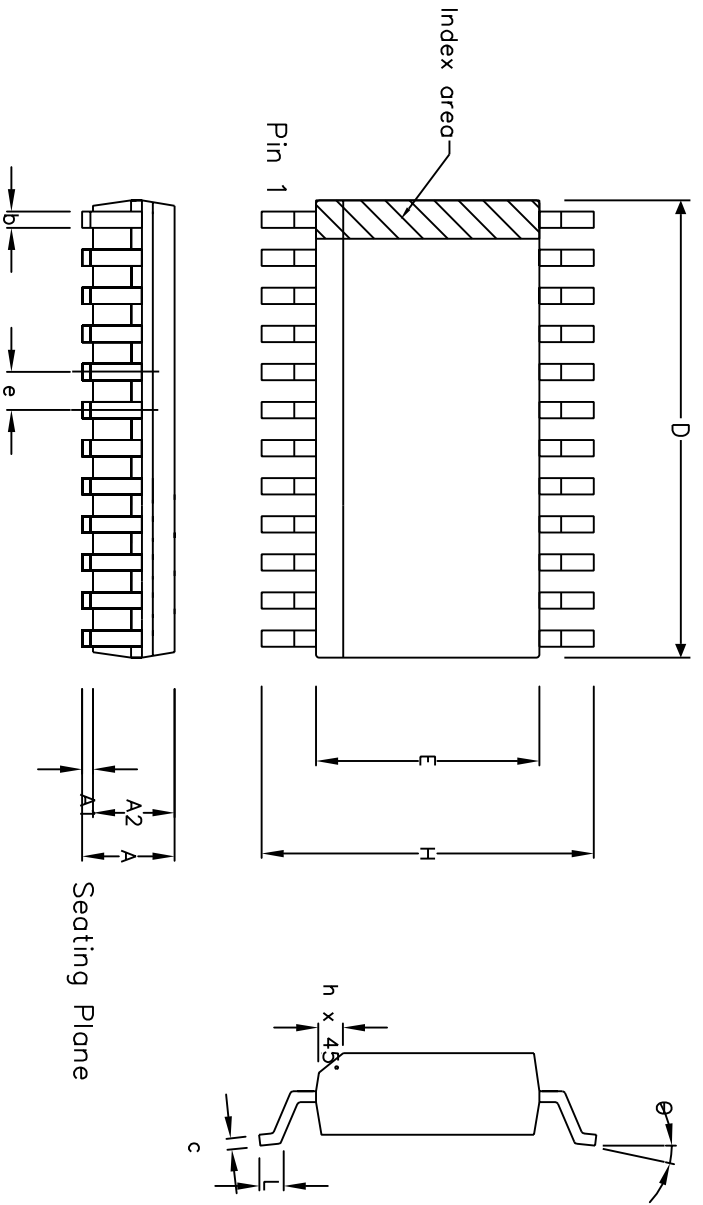 Index area
Pin 1
D
E
H
b
e
A1
A2
A
Seating Plane
h x 45°
θ
c
L